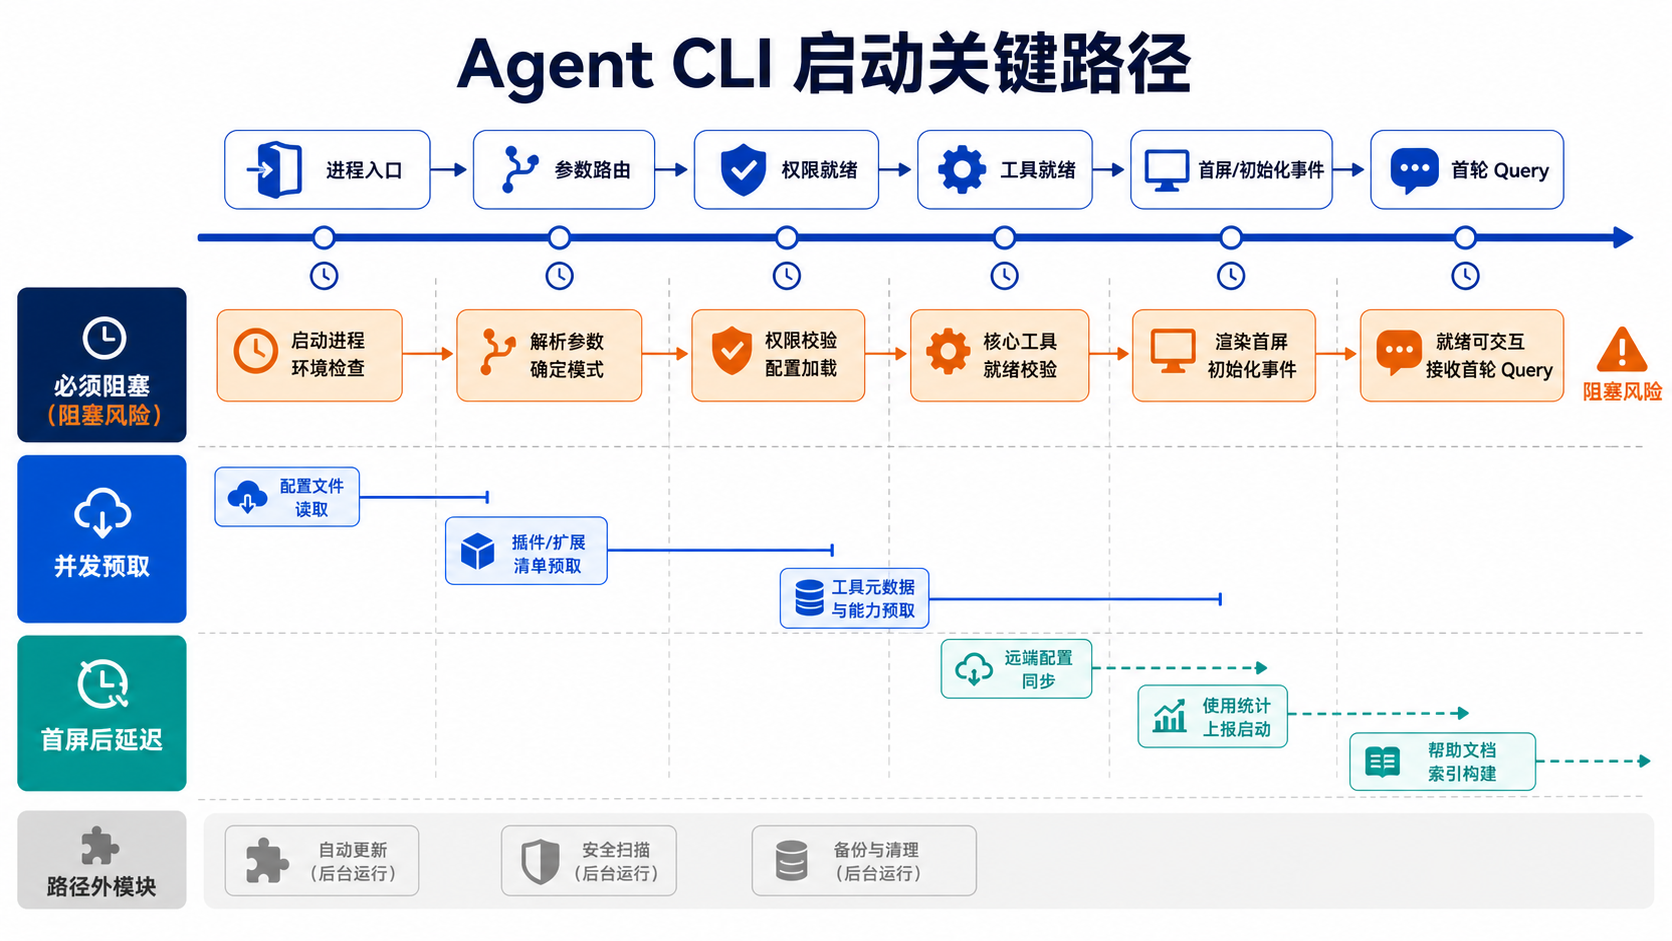 Agent CLI 启动关键路径
进程入口
参数路由
权限就绪
工具就绪
首屏/初始化事件
首轮 Query
必须阻塞
（阻塞风险）
启动进程
环境检查
解析参数
确定模式
权限校验
配置加载
核心工具
就绪校验
渲染首屏
初始化事件
就绪可交互
接收首轮 Query
阻塞风险
并发预取
配置文件
读取
插件/扩展
清单预取
工具元数据
与能力预取
首屏后延迟
远端配置
同步
使用统计
上报启动
帮助文档
索引构建
路径外模块
自动更新
（后台运行）
安全扫描
（后台运行）
备份与清理
（后台运行）